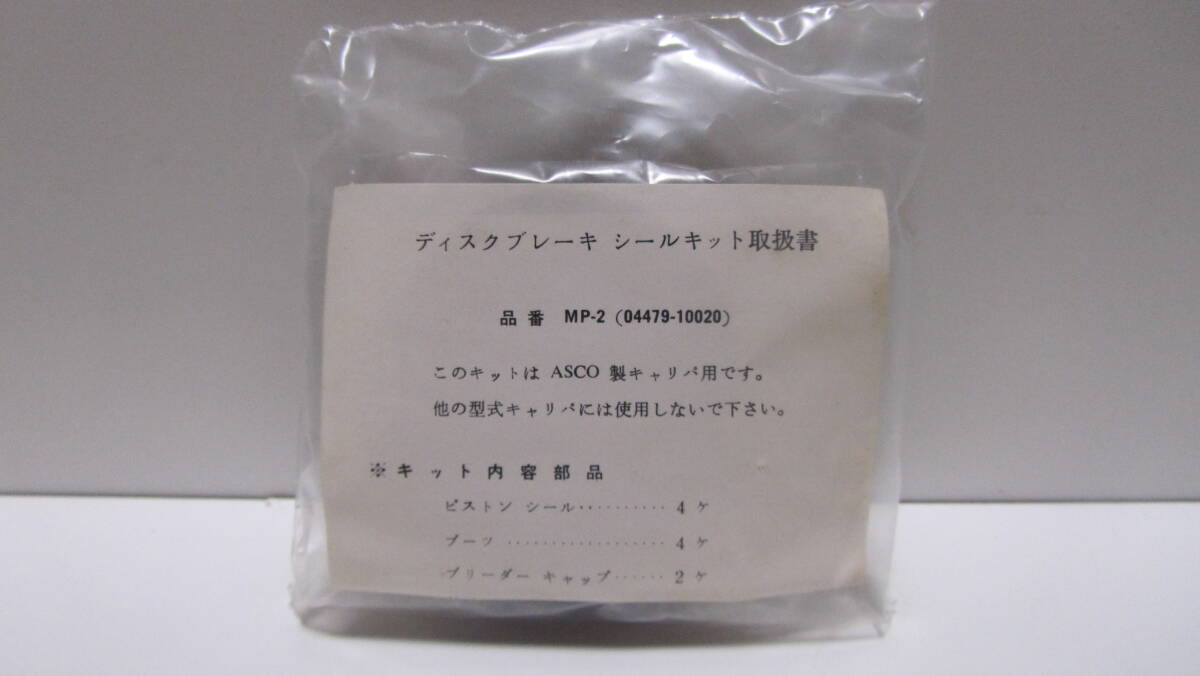 ディスクブレーキ シールキット取扱書
品番 MP-2 (04479-10020)
このキットは ASCO 製キャリパ用です。
他の型式キャリパには使用しないで下さい。
※キット内容部品
ピストン シール‥‥‥‥‥ 4ケ
ブーツ ‥‥‥‥‥‥‥‥‥ 4ケ
ブリーダー キャップ‥‥‥ 2ケ